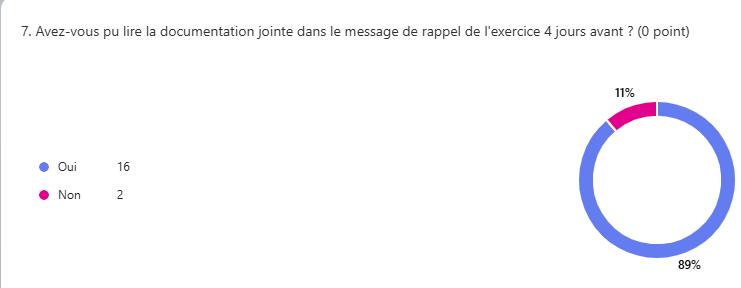 7. Avez-vous pu lire la documentation jointe dans le message de rappel de l'exercice 4 jours avant ? (0 point)
11%
Oui 16
Non 2
89%